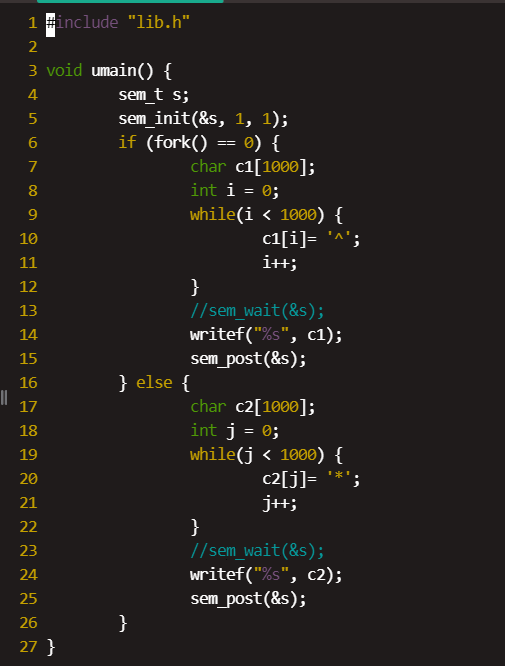 1 #include "lib.h"
2
3 void umain() {
4         sem_t s;
5         sem_init(&s, 1, 1);
6         if (fork() == 0) {
7                 char c1[1000];
8                 int i = 0;
9                 while(i < 1000) {
10                         c1[i]= '^';
11                         i++;
12                 }
13                 //sem_wait(&s);
14                 writef("%s", c1);
15                 sem_post(&s);
16         } else {
17                 char c2[1000];
18                 int j = 0;
19                 while(j < 1000) {
20                         c2[j]= '*';
21                         j++;
22                 }
23                 //sem_wait(&s);
24                 writef("%s", c2);
25                 sem_post(&s);
26         }
27 }